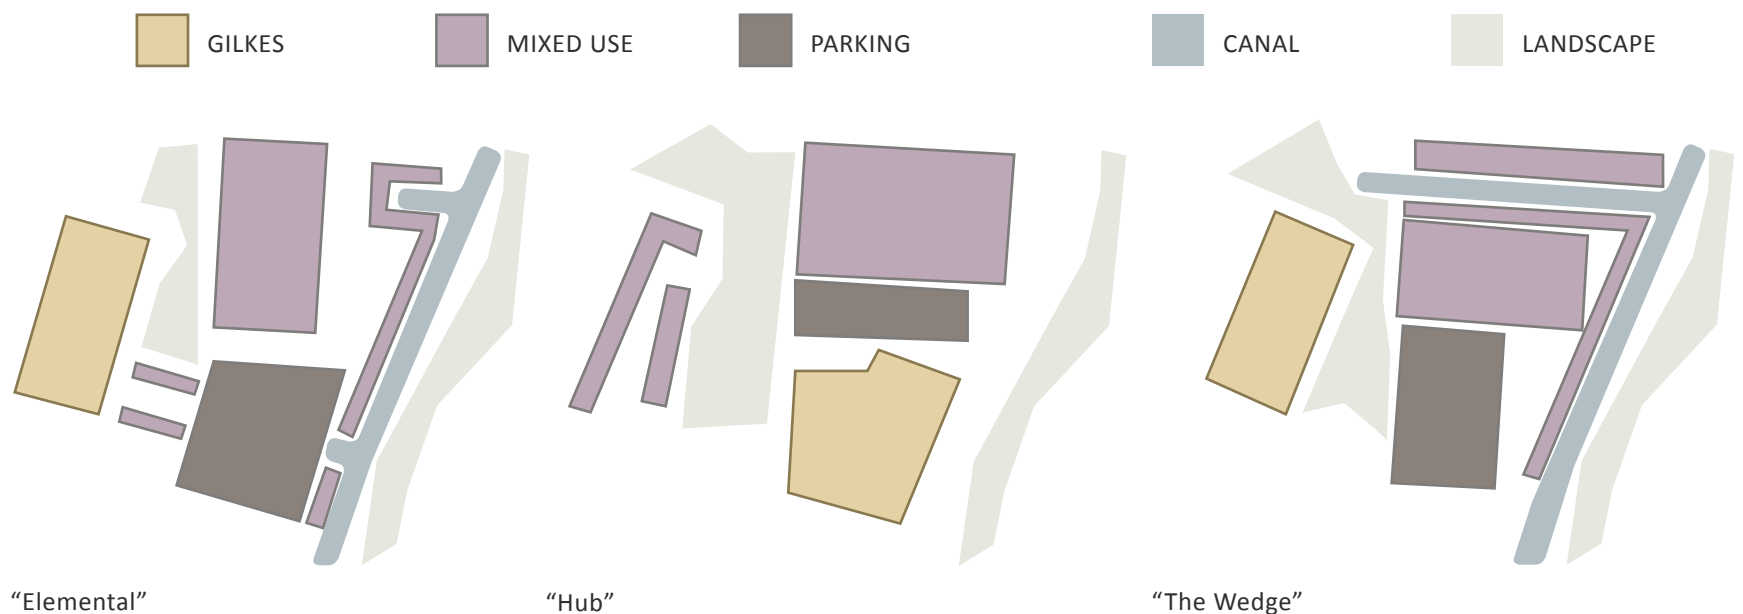 GILKES
MIXED USE
PARKING
CANAL
LANDSCAPE
“Elemental”
“Hub”
“The Wedge”